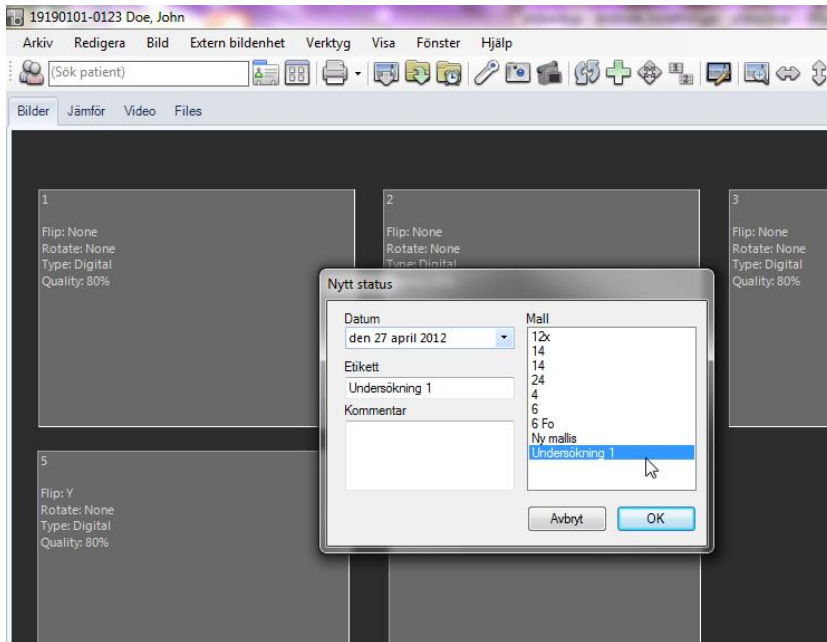 19190101-0123 Doe, John
Arkiv Redigera Bild Extern bildenhet Verktyg Visa Fönster Hjälp
(Sök patient)
Bilder Jämför Video Files
1
Flip: None
Rotate: None
Type: Digital
Quality: 80%
2
Flip: None
Rotate: None
Type: Digital
3
Flip: None
Rotate: None
Type: Digital
Quality: 80%
Nytt status
Datum
den 27 april 2012
Etikett
Undersökning 1
Kommentar
Mall
12x
14
14
24
4
6
6 Fo
Ny mallis
Undersökning 1
Avbryt OK
5
Flip: Y
Rotate: None
Type: Digital
Quality: 80%